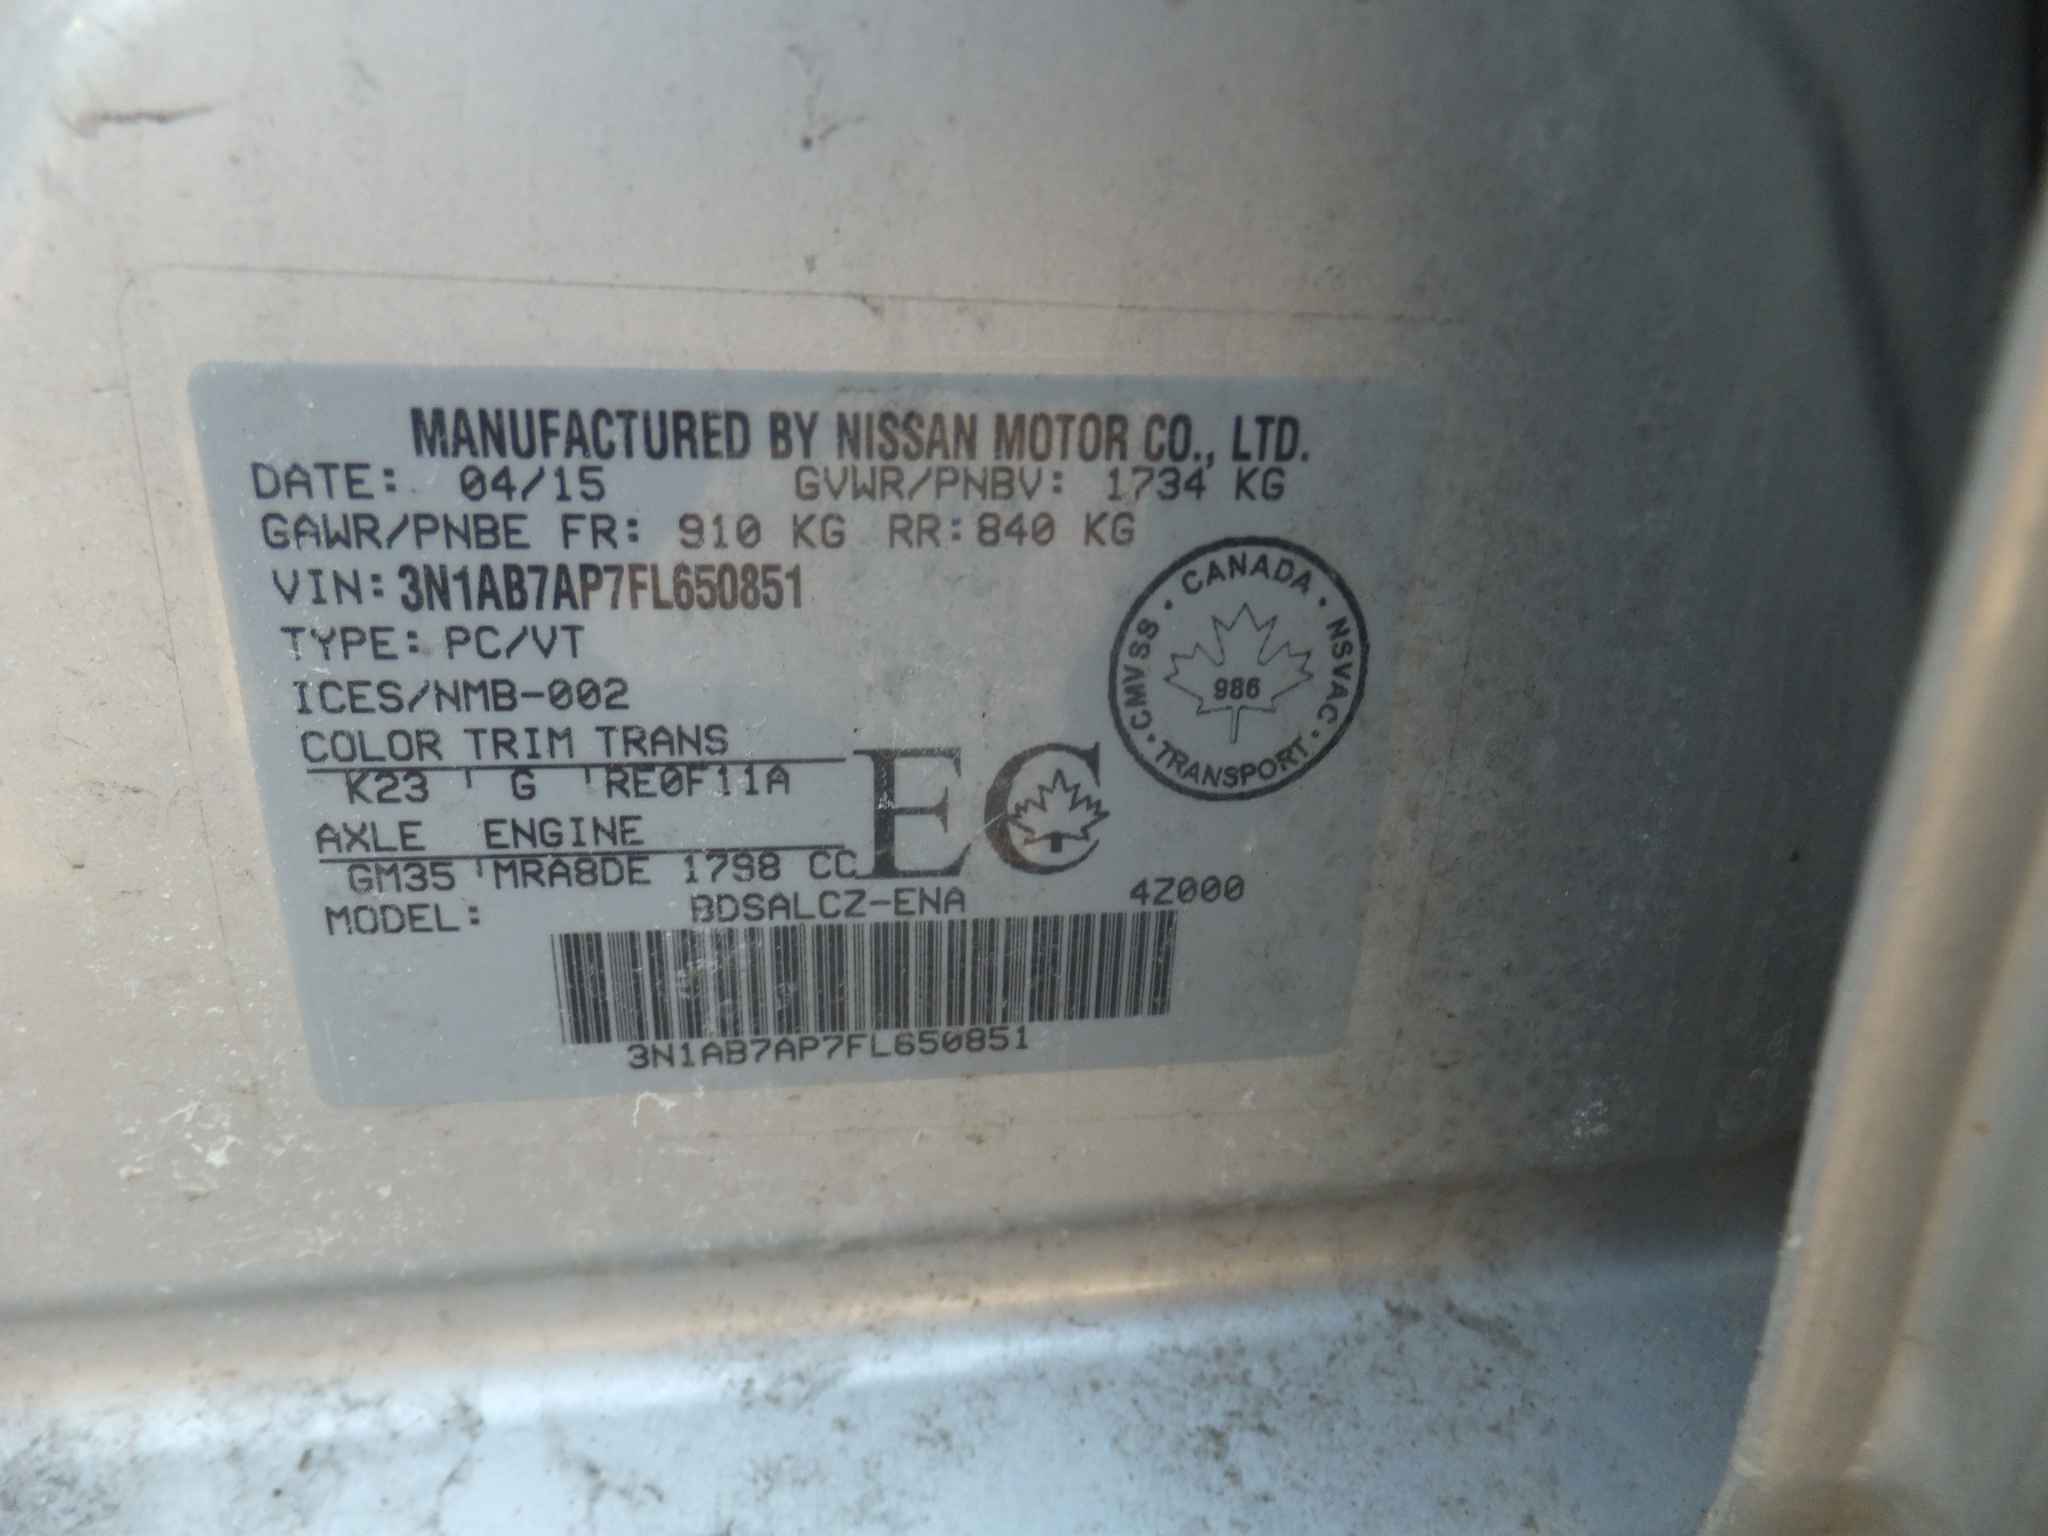 MANUFACTURED BY NISSAN MOTOR CO., LTD.
DATE: 04/15 GVWR/PNBV: 1734 KG
GAWR/PNBE FR: 910 KG RR: 840 KG
VIN: 3N1AB7AP7FL650851
TYPE: PC/VT
ICES/NMB-002
CANADA · NSVAC · TRANSPORT · CMVSS ·
986
COLOR TRIM TRANS
K23 G RE0F11A
AXLE ENGINE
GM35 MRA8DE 1798 CC
EC
MODEL: BDSALCZ-ENA 4Z000
3N1AB7AP7FL650851